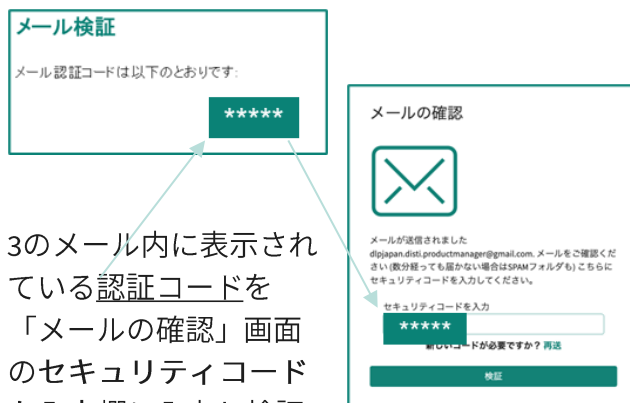 メール検証
メール認証コードは以下のとおりです:
*****
メールの確認
メールが送信されました
dlpjapan.disti.productmanager@gmail.com. メールをご確認くだ
さい (数分経っても届かない場合はSPAMフォルダも) こちらに
セキュリティコードを入力してください。
セキュリティコードを入力
*****
新しいコードが必要ですか？ 再送
検証
3のメール内に表示され
ている認証コードを
「メールの確認」画面
のセキュリティコード